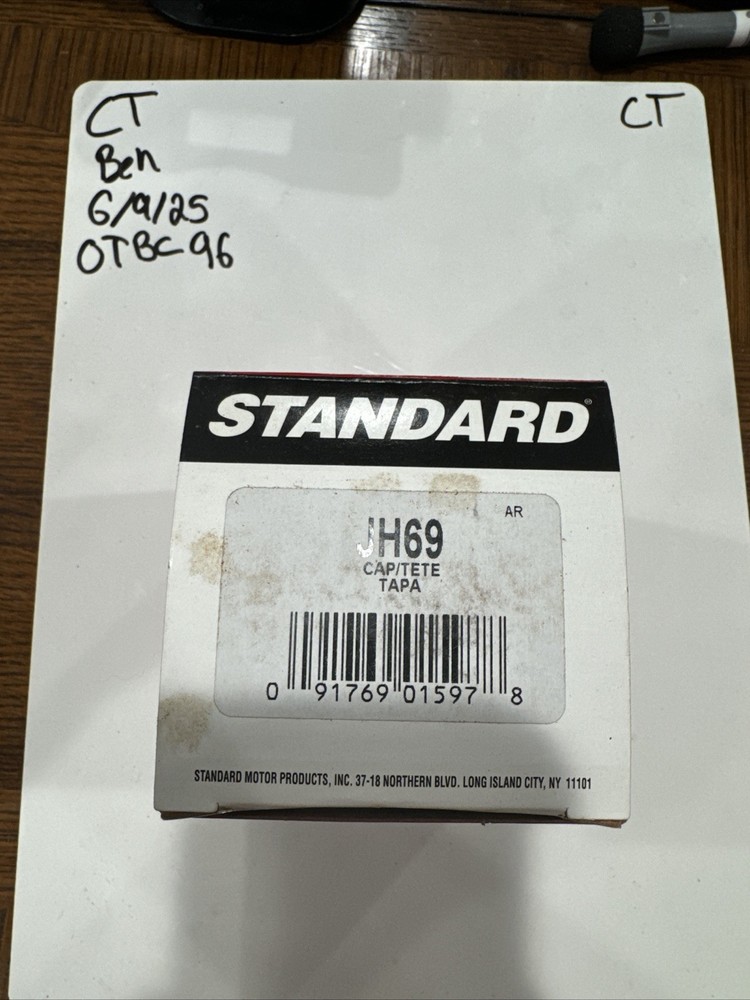 CT
CT
Ben
6/9/25
OTBC96
STANDARD®
AR
JH69
CAP/TETE
TAPA
0 91769 01597 8
STANDARD MOTOR PRODUCTS, INC. 37-18 NORTHERN BLVD. LONG ISLAND CITY, NY 11101